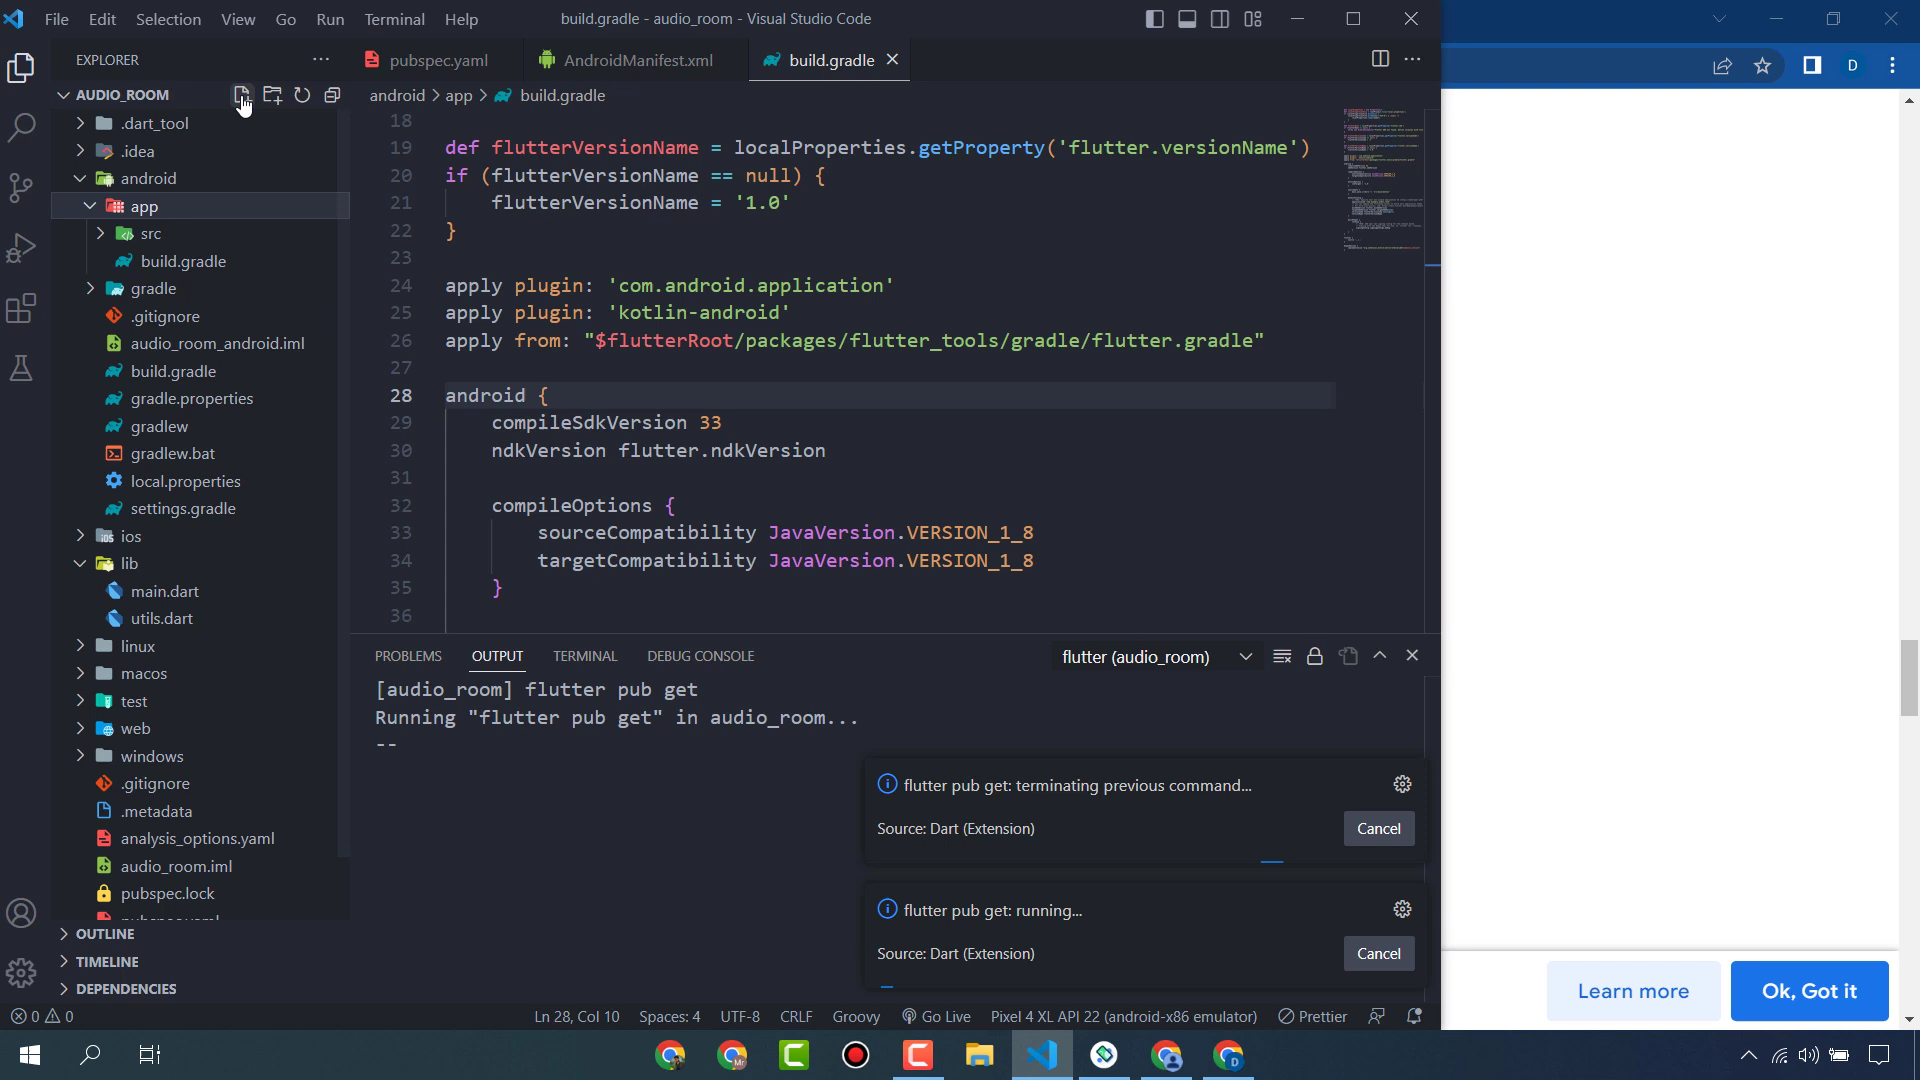 File Edit Selection View Go Run Terminal Help
build.gradle - audio_room - Visual Studio Code
EXPLORER
AUDIO_ROOM
.dart_tool
.idea
android
app
src
build.gradle
gradle
.gitignore
audio_room_android.iml
build.gradle
gradle.properties
gradlew
gradlew.bat
local.properties
settings.gradle
ios
lib
main.dart
utils.dart
linux
macos
test
web
windows
.gitignore
.metadata
analysis_options.yaml
audio_room.iml
pubspec.lock
OUTLINE
TIMELINE
DEPENDENCIES
pubspec.yaml AndroidManifest.xml build.gradle
android > app > build.gradle
18
19 def flutterVersionName = localProperties.getProperty('flutter.versionName')
20 if (flutterVersionName == null) {
21 flutterVersionName = '1.0'
22 }
23
24 apply plugin: 'com.android.application'
25 apply plugin: 'kotlin-android'
26 apply from: "$flutterRoot/packages/flutter_tools/gradle/flutter.gradle"
27
28 android {
29 compileSdkVersion 33
30 ndkVersion flutter.ndkVersion
31
32 compileOptions {
33 sourceCompatibility JavaVersion.VERSION_1_8
34 targetCompatibility JavaVersion.VERSION_1_8
35 }
36
PROBLEMS OUTPUT TERMINAL DEBUG CONSOLE
flutter (audio_room)
[audio_room] flutter pub get
Running "flutter pub get" in audio_room...
--
flutter pub get: terminating previous command...
Source: Dart (Extension)
Cancel
flutter pub get: running...
Source: Dart (Extension)
Cancel
0 0
Ln 28, Col 10 Spaces: 4 UTF-8 CRLF Groovy Go Live Pixel 4 XL API 22 (android-x86 emulator) Prettier
D
Learn more
Ok, Got it